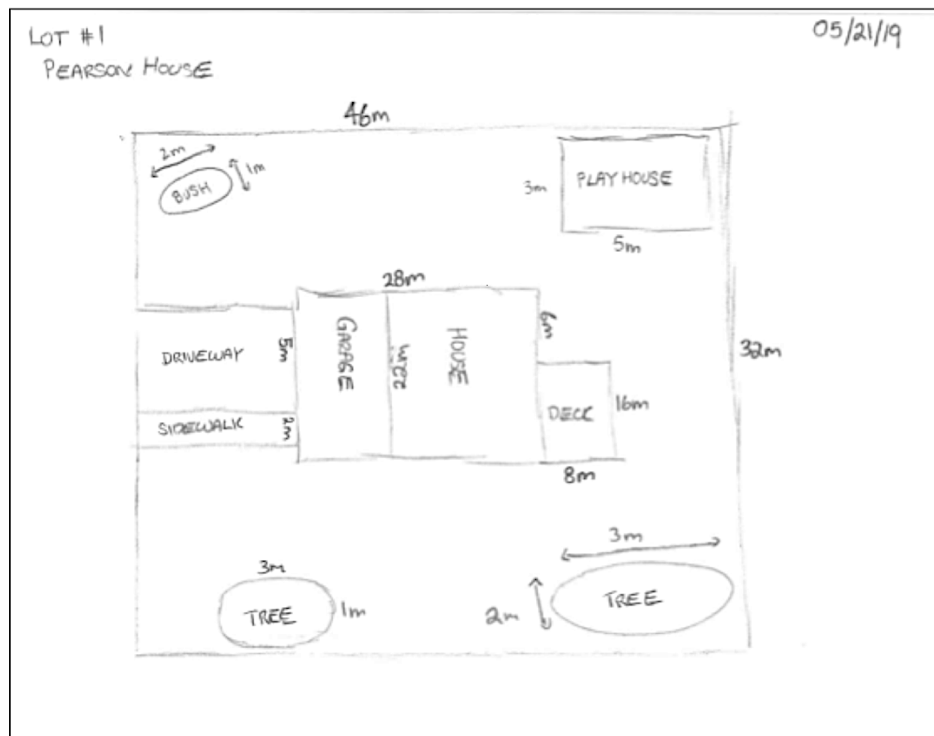 LOT #1
05/21/19
PEARSON HOUSE
46m
2m
1m
BUSH
3m
PLAY HOUSE
5m
28m
GARAGE
22m
HOUSE
6m
DRIVEWAY
5m
32m
SIDEWALK
2m
DECK
16m
8m
3m
TREE
1m
3m
2m
TREE